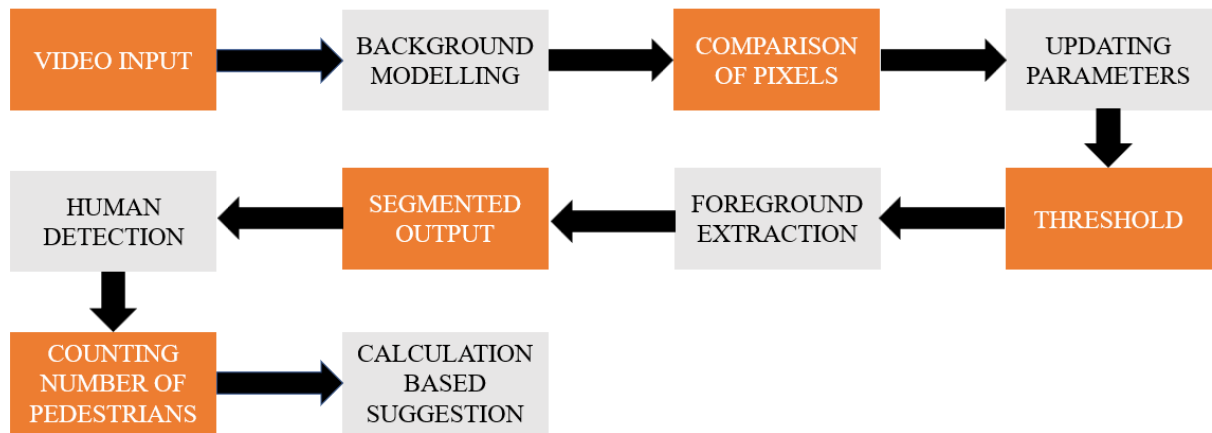 VIDEO INPUT
BACKGROUND
MODELLING
COMPARISON
OF PIXELS
UPDATING
PARAMETERS
THRESHOLD
FOREGROUND
EXTRACTION
SEGMENTED
OUTPUT
HUMAN
DETECTION
COUNTING
NUMBER OF
PEDESTRIANS
CALCULATION
BASED
SUGGESTION